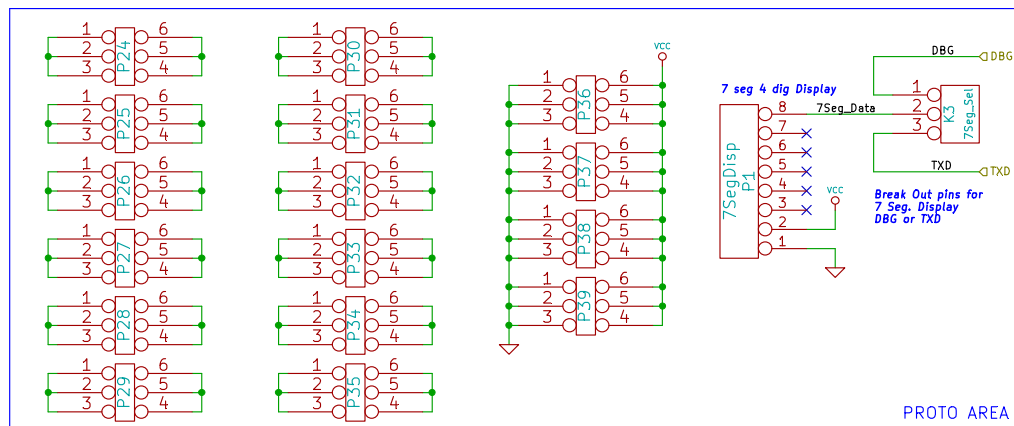 1 P24 6
2 5
3 4
1 P25 6
2 5
3 4
1 P26 6
2 5
3 4
1 P27 6
2 5
3 4
1 P28 6
2 5
3 4
1 P29 6
2 5
3 4
1 P30 6
2 5
3 4
1 P31 6
2 5
3 4
1 P32 6
2 5
3 4
1 P33 6
2 5
3 4
1 P34 6
2 5
3 4
1 P35 6
2 5
3 4
VCC
1 P36 6
2 5
3 4
1 P37 6
2 5
3 4
1 P38 6
2 5
3 4
1 P39 6
2 5
3 4
7 seg 4 dig Display
7SegDisp
P1
8
7
6
5
4
3
2
1
7Seg_Data
VCC
DBG
DBG
1
2
3
K3
7Seg_Sel
TXD
TXD
Break Out pins for
7 Seg. Display
DBG or TXD
PROTO AREA